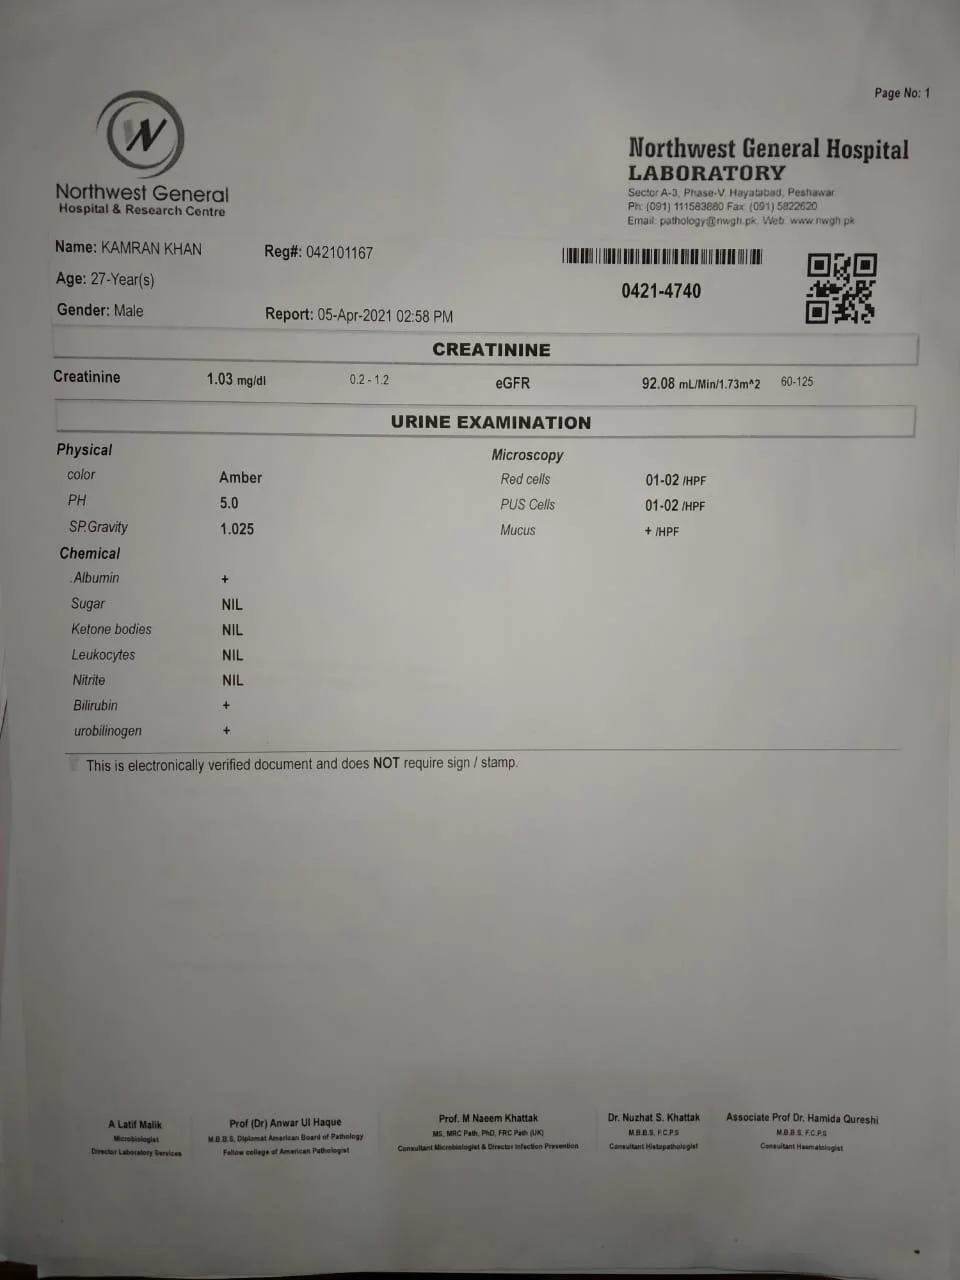 Page No: 1
N
Northwest General
Hospital & Research Centre
Northwest General Hospital
LABORATORY
Sector A-3, Phase-V, Hayatabad, Peshawar.
Ph: (091) 111583880 Fax: (091) 5822620
Email: pathology@nwgh.pk, Web: www.nwgh.pk
Name: KAMRAN KHAN Reg#: 042101167
Age: 27-Year(s)
0421-4740
Gender: Male Report: 05-Apr-2021 02:58 PM
CREATININE
Creatinine 1.03 mg/dl 0.2 - 1.2 eGFR 92.08 mL/Min/1.73m^2 60-125
URINE EXAMINATION
Physical Microscopy
color Amber Red cells 01-02 /HPF
PH 5.0 PUS Cells 01-02 /HPF
SP.Gravity 1.025 Mucus + /HPF
Chemical
.Albumin +
Sugar NIL
Ketone bodies NIL
Leukocytes NIL
Nitrite NIL
Bilirubin +
urobilinogen +
This is electronically verified document and does NOT require sign / stamp.
A Latif Malik
Microbiologist
Director Laboratory Services
Prof (Dr) Anwar Ul Haque
M.B.B.S, Diplomat American Board of Pathology
Fellow college of American Pathologist
Prof. M Naeem Khattak
MS, MRC Path, PhD, FRC Path (UK)
Consultant Microbiologist & Director Infection Prevention
Dr. Nuzhat S. Khattak
M.B.B.S, F.C.P.S
Consultant Histopathologist
Associate Prof Dr. Hamida Qureshi
M.B.B.S, F.C.P.S
Consultant Haematologist